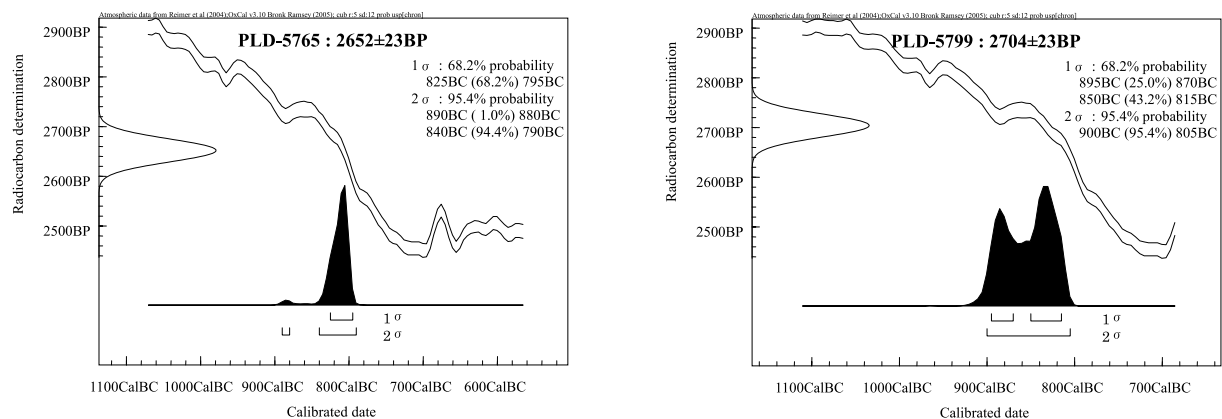 Atmospheric data from Reimer et al (2004);OxCal v3.10 Bronk Ramsey (2005); cub r:5 sd:12 prob usp[chron]
PLD-5765 : 2652±23BP
1 σ : 68.2% probability
825BC (68.2%) 795BC
2 σ : 95.4% probability
890BC ( 1.0%) 880BC
840BC (94.4%) 790BC
Radiocarbon determination
2900BP
2800BP
2700BP
2600BP
2500BP
1 σ
2 σ
1100CalBC 1000CalBC 900CalBC 800CalBC 700CalBC 600CalBC
Calibrated date
Atmospheric data from Reimer et al (2004);OxCal v3.10 Bronk Ramsey (2005); cub r:5 sd:12 prob usp[chron]
PLD-5799 : 2704±23BP
1 σ : 68.2% probability
895BC (25.0%) 870BC
850BC (43.2%) 815BC
2 σ : 95.4% probability
900BC (95.4%) 805BC
Radiocarbon determination
2900BP
2800BP
2700BP
2600BP
2500BP
1 σ
2 σ
1100CalBC 1000CalBC 900CalBC 800CalBC 700CalBC
Calibrated date